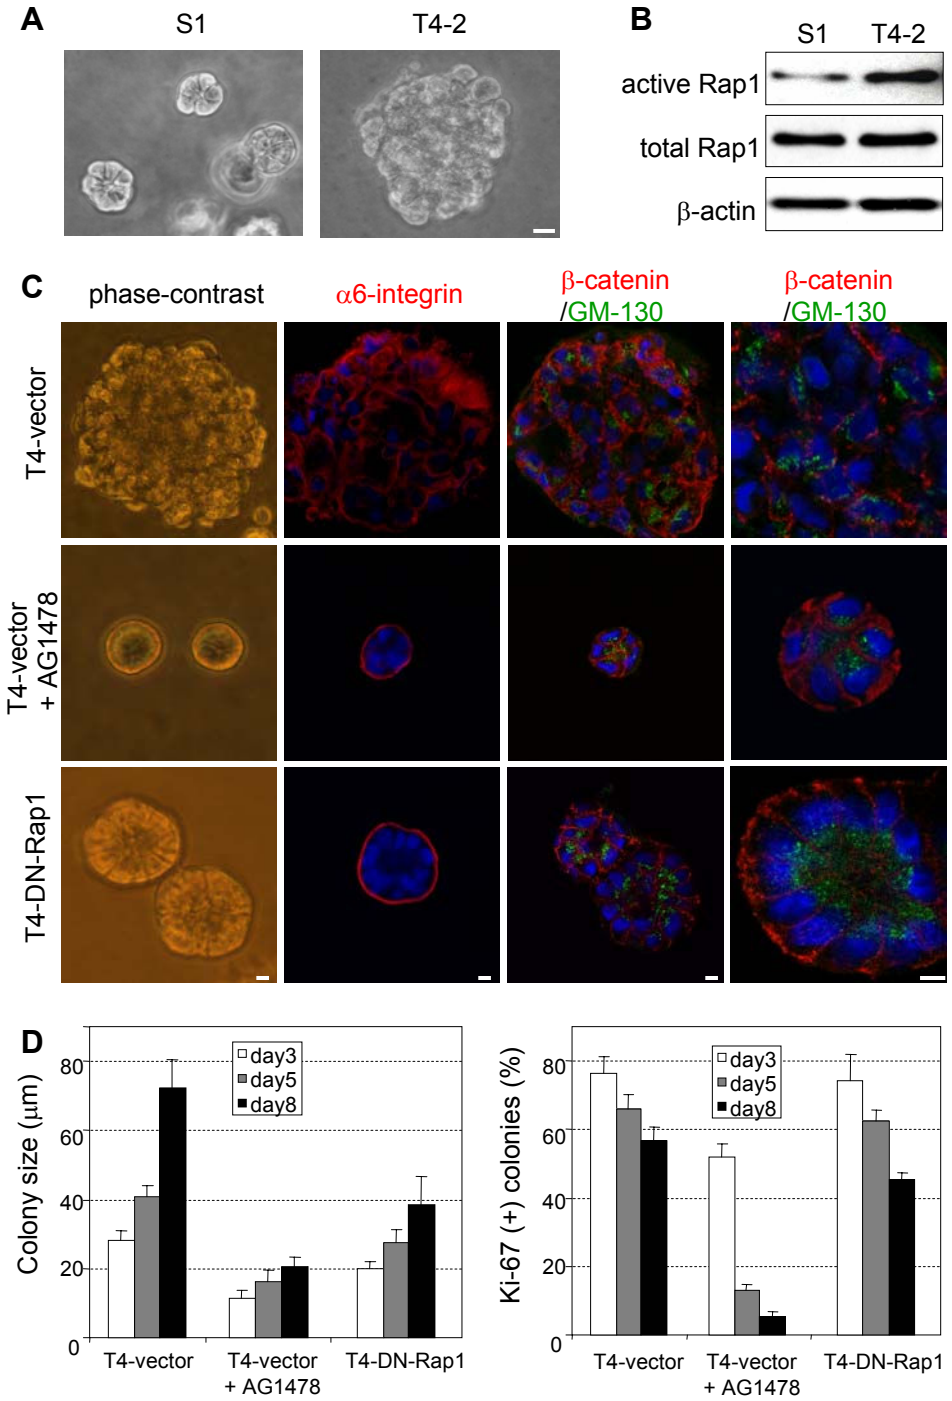 A
S1
T4-2
B
S1
T4-2
active Rap1
total Rap1
β-actin
C
phase-contrast
α6-integrin
β-catenin
/GM-130
β-catenin
/GM-130
T4-vector
T4-vector
+ AG1478
T4-DN-Rap1
D
Colony size (μm)
80
60
40
20
0
day3
day5
day8
T4-vector
T4-vector
+ AG1478
T4-DN-Rap1
Ki-67 (+) colonies (%)
80
60
40
20
0
day3
day5
day8
T4-vector
T4-vector
+ AG1478
T4-DN-Rap1